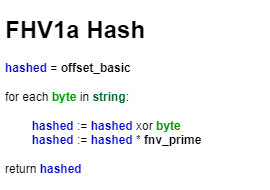 FHV1a Hash
hashed = offset_basic
for each byte in string:
hashed := hashed xor byte
hashed := hashed * fnv_prime
return hashed